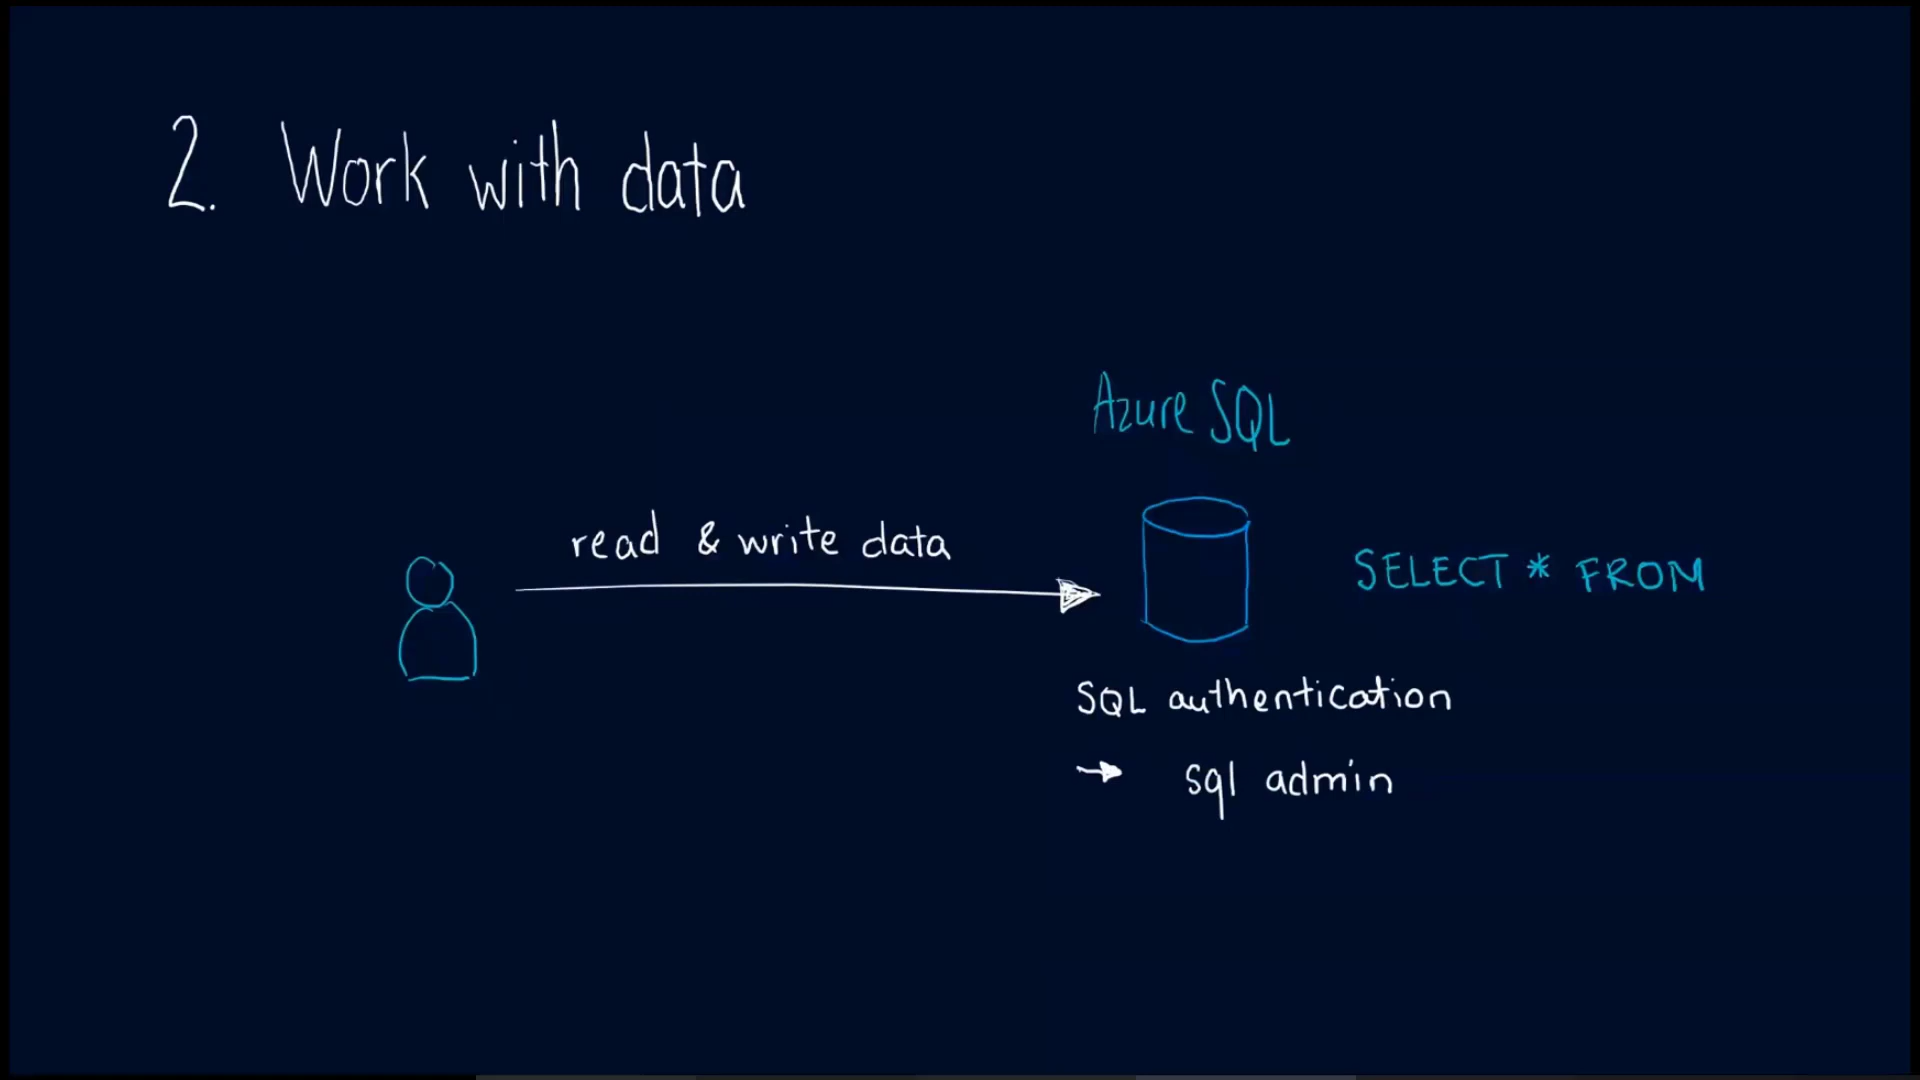 2. Work with data
Azure SQL
read & write data
SELECT * FROM
SQL authentication
→ sql admin